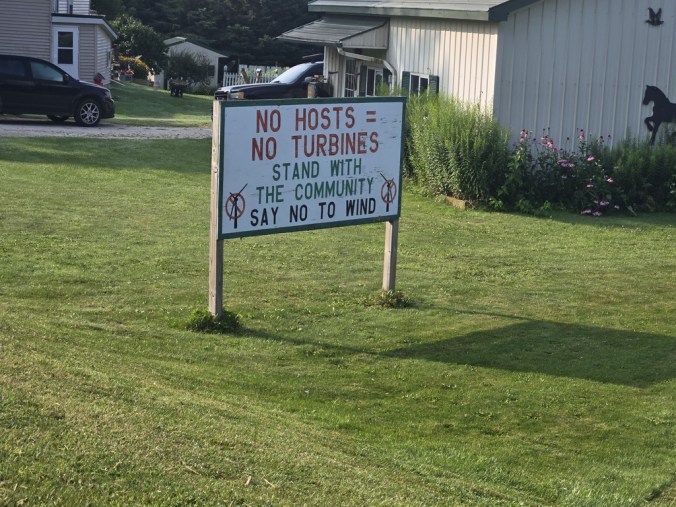 NO HOSTS =
NO TURBINES
STAND WITH
THE COMMUNITY
SAY NO TO WIND